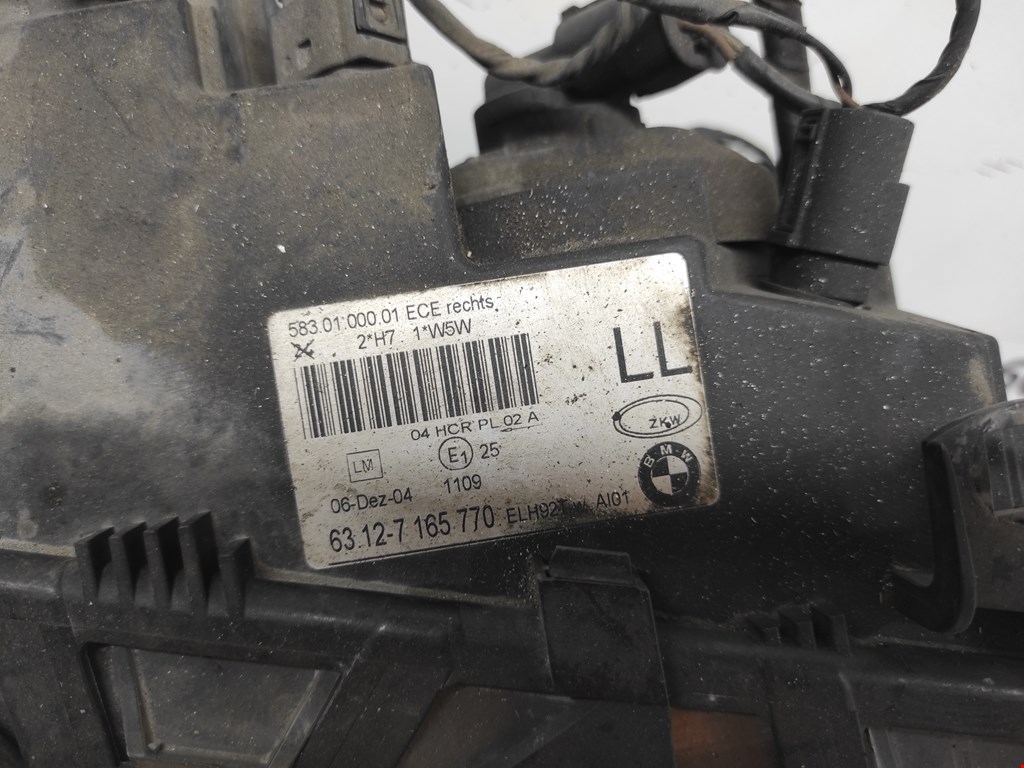 583.01.000.01 ECE rechts
2*H7 1*W5W
LL
04 HCR PL 02 A
ZKW
LM
E1 25
BMW
06-Dez-04 1109
63.12-7 165 770 AI01